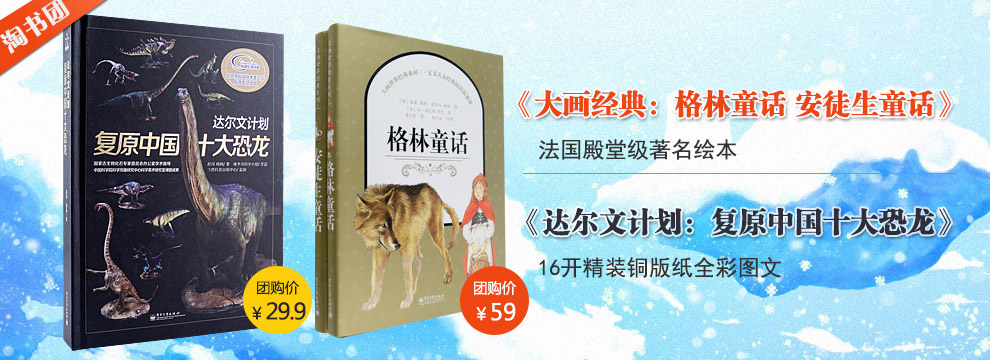 淘书团
达尔文计划
复原中国十大恐龙
团购价
¥29.9
格林童话
安徒生童话
格林童话
团购价
¥59
《大画经典：格林童话 安徒生童话》
法国殿堂级著名绘本
《达尔文计划：复原中国十大恐龙》
16开精装铜版纸全彩图文